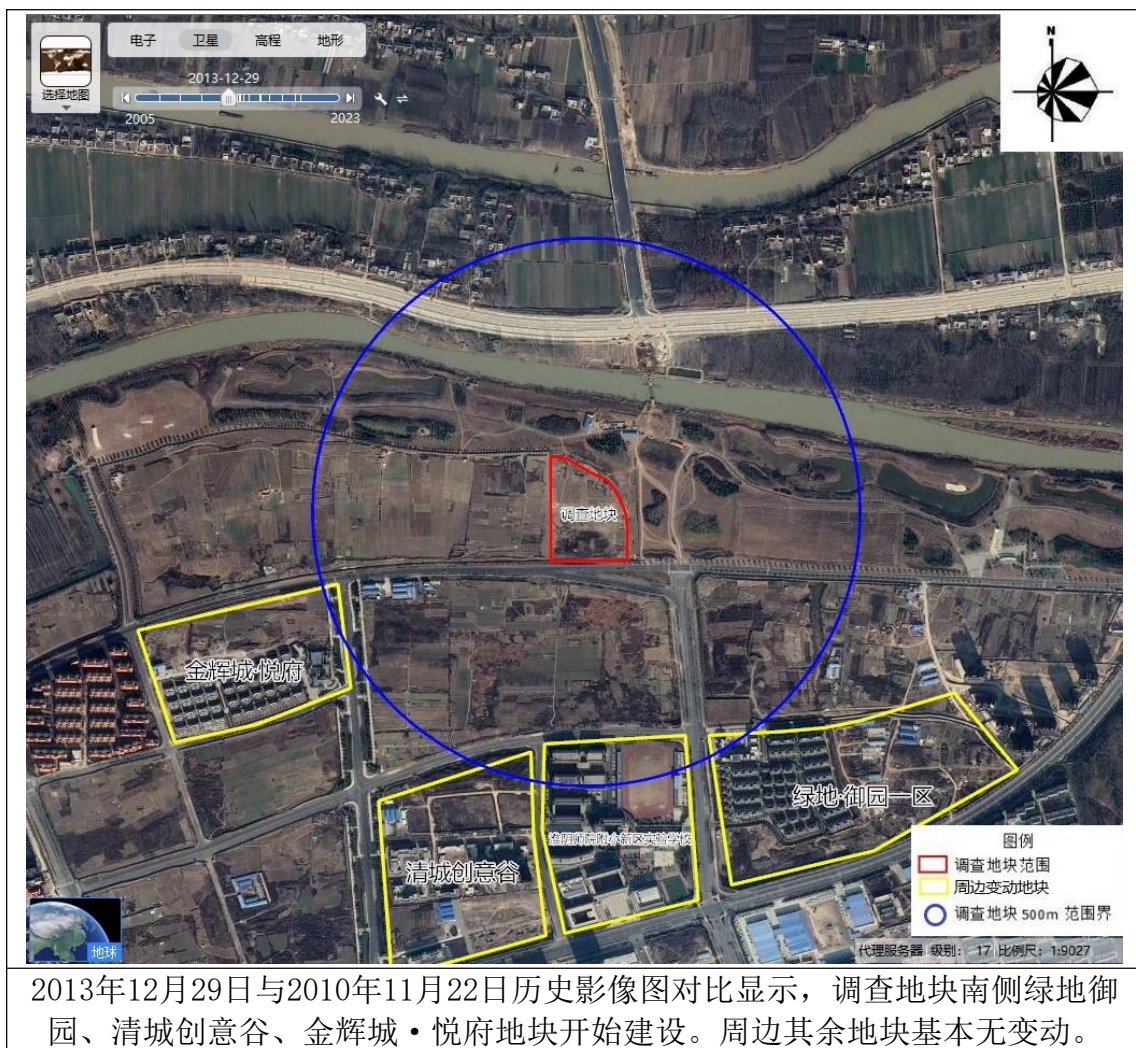 电子 卫星 高程 地形
选择地图
2013-12-29
2005 2023
N
调查地块
金辉城·悦府
绿地·御园一区
淮阴师院附小新区实验学校
清城创意谷
图例
调查地块范围
周边变动地块
调查地块 500m 范围界
地球
代理服务器 级别： 17 比例尺：1:9027
2013年12月29日与2010年11月22日历史影像图对比显示，调查地块南侧绿地御
园、清城创意谷、金辉城·悦府地块开始建设。周边其余地块基本无变动。